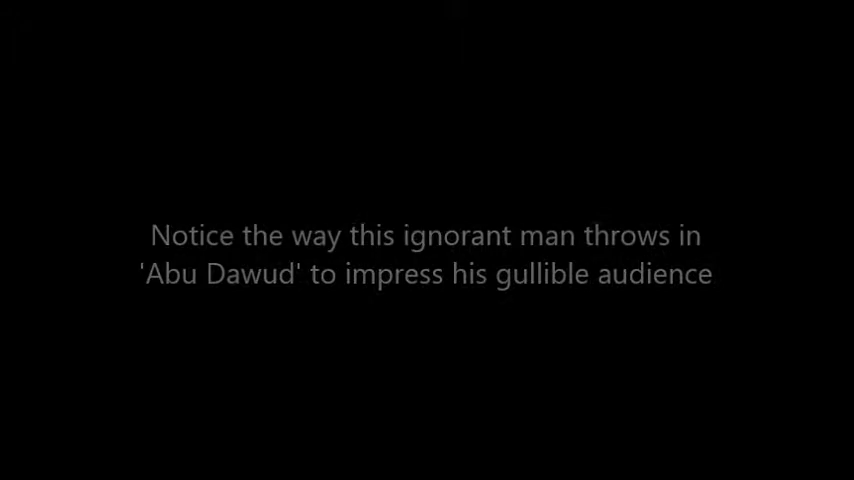 Notice the way this ignorant man throws in
'Abu Dawud' to impress his gullible audience